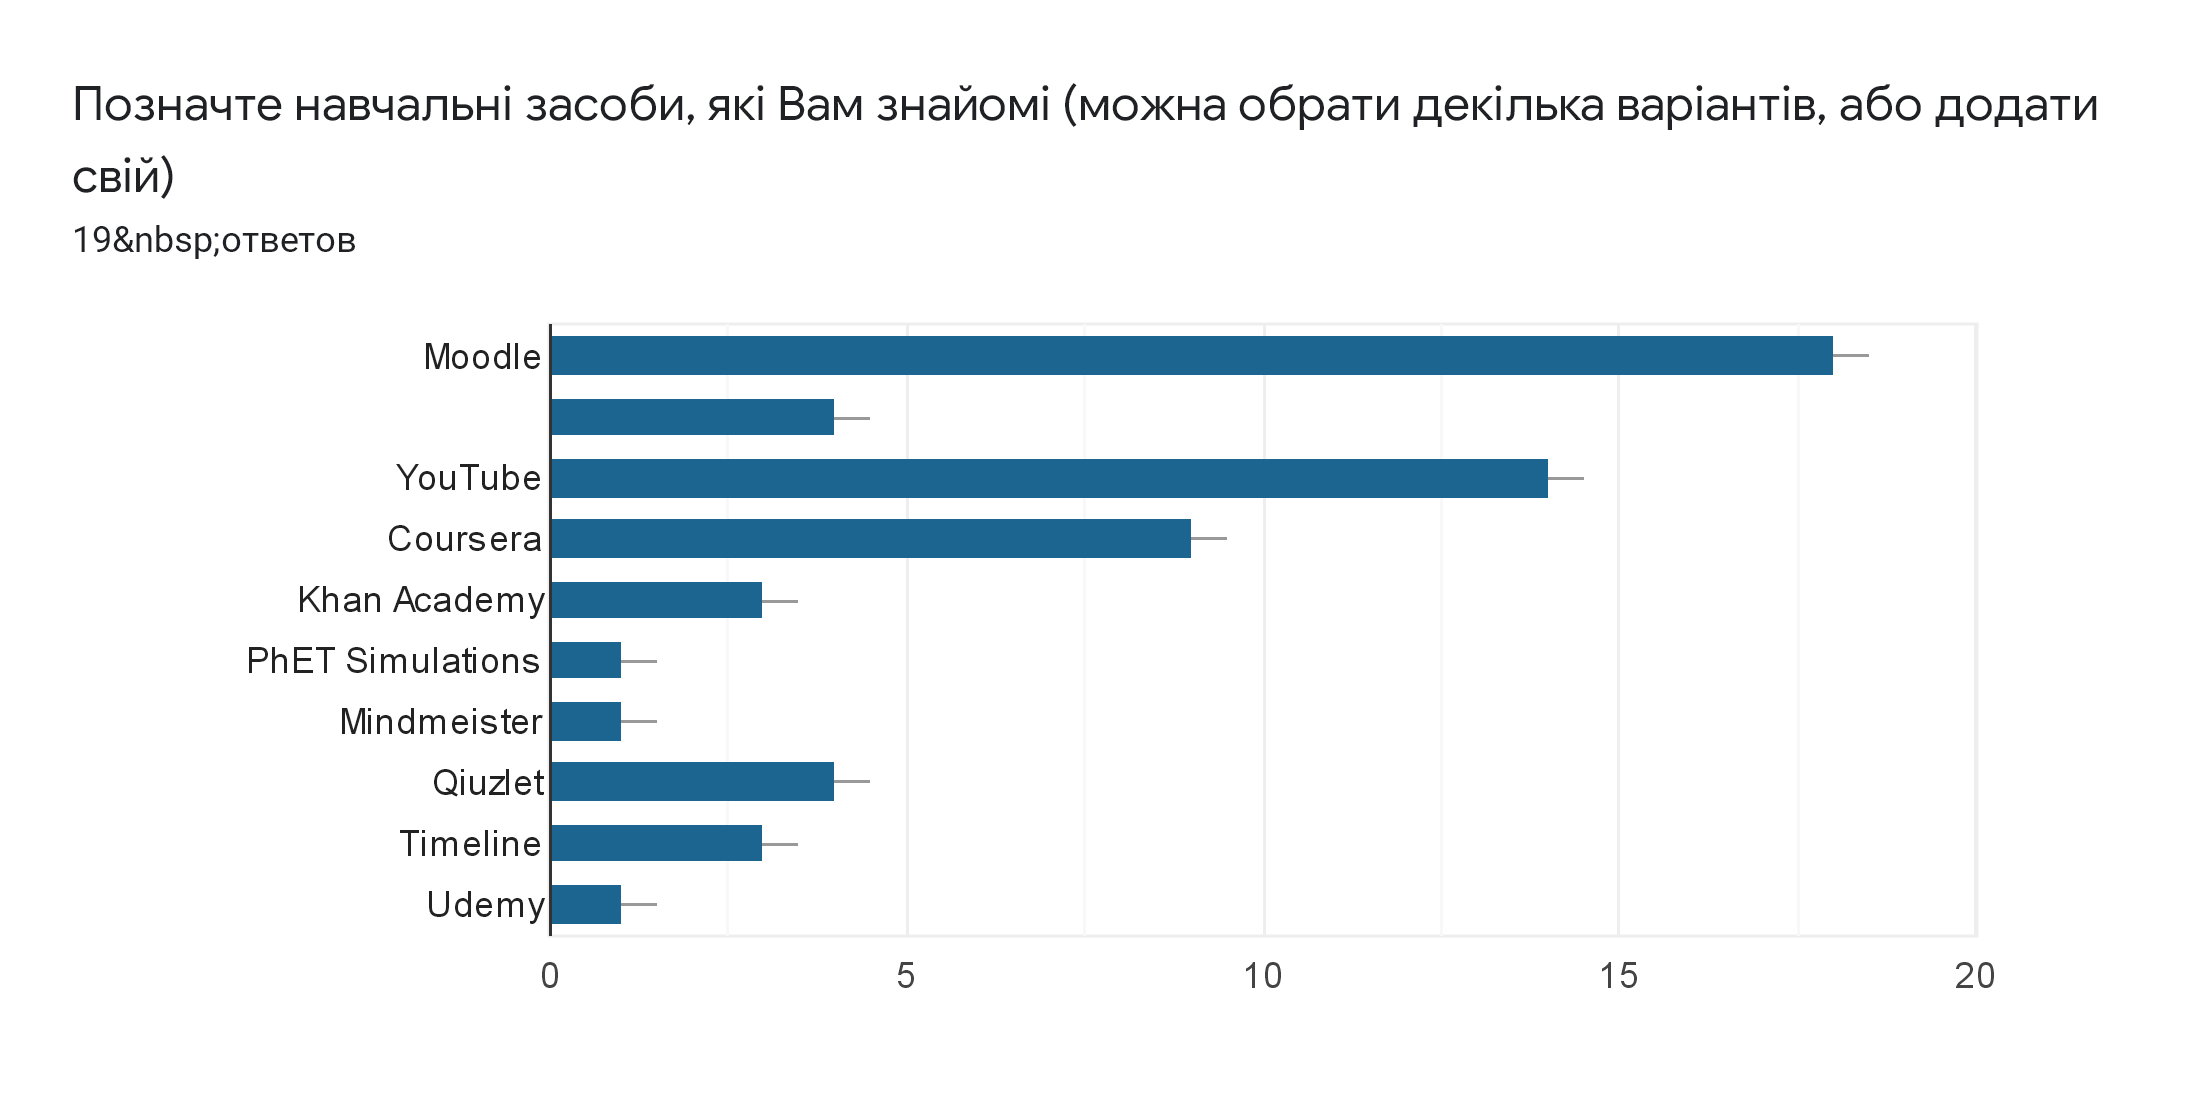 Позначте навчальні засоби, які Вам знайомі (можна обрати декілька варіантів, або додати
свій)
19&nbsp;ответов
Moodle
YouTube
Coursera
Khan Academy
PhET Simulations
Mindmeister
Qiuzlet
Timeline
Udemy
0 5 10 15 20